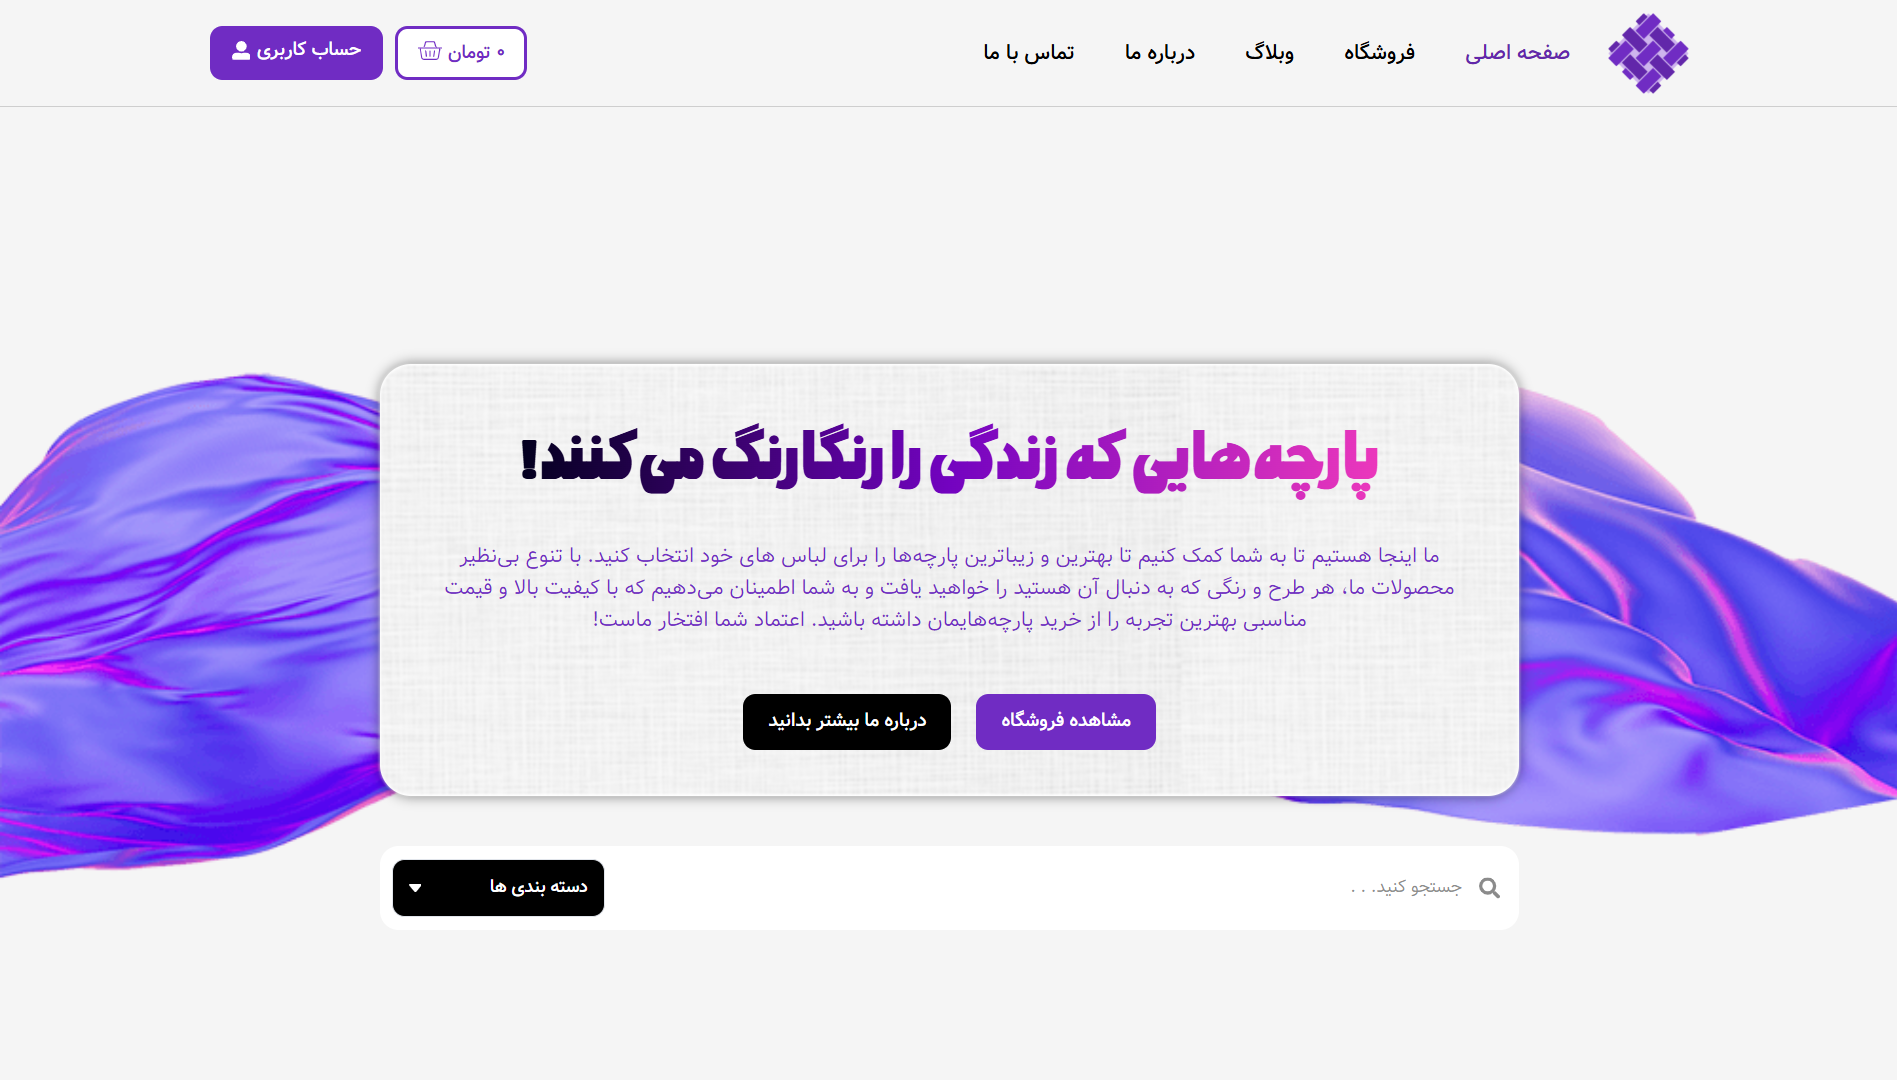 صفحه اصلی
فروشگاه
وبلاگ
درباره ما
تماس با ما
۰ تومان
حساب کاربری
پارچه‌هایی که زندگی را رنگارنگ می‌کنند!
ما اینجا هستیم تا به شما کمک کنیم تا بهترین و زیباترین پارچه‌ها را برای لباس های خود انتخاب کنید. با تنوع بی‌نظیر
محصولات ما، هر طرح و رنگی که به دنبال آن هستید را خواهید یافت و به شما اطمینان می‌دهیم که با کیفیت بالا و قیمت
مناسبی بهترین تجربه را از خرید پارچه‌هایمان داشته باشید. اعتماد شما افتخار ماست!
مشاهده فروشگاه
درباره ما بیشتر بدانید
جستجو کنید. . .
دسته بندی ها